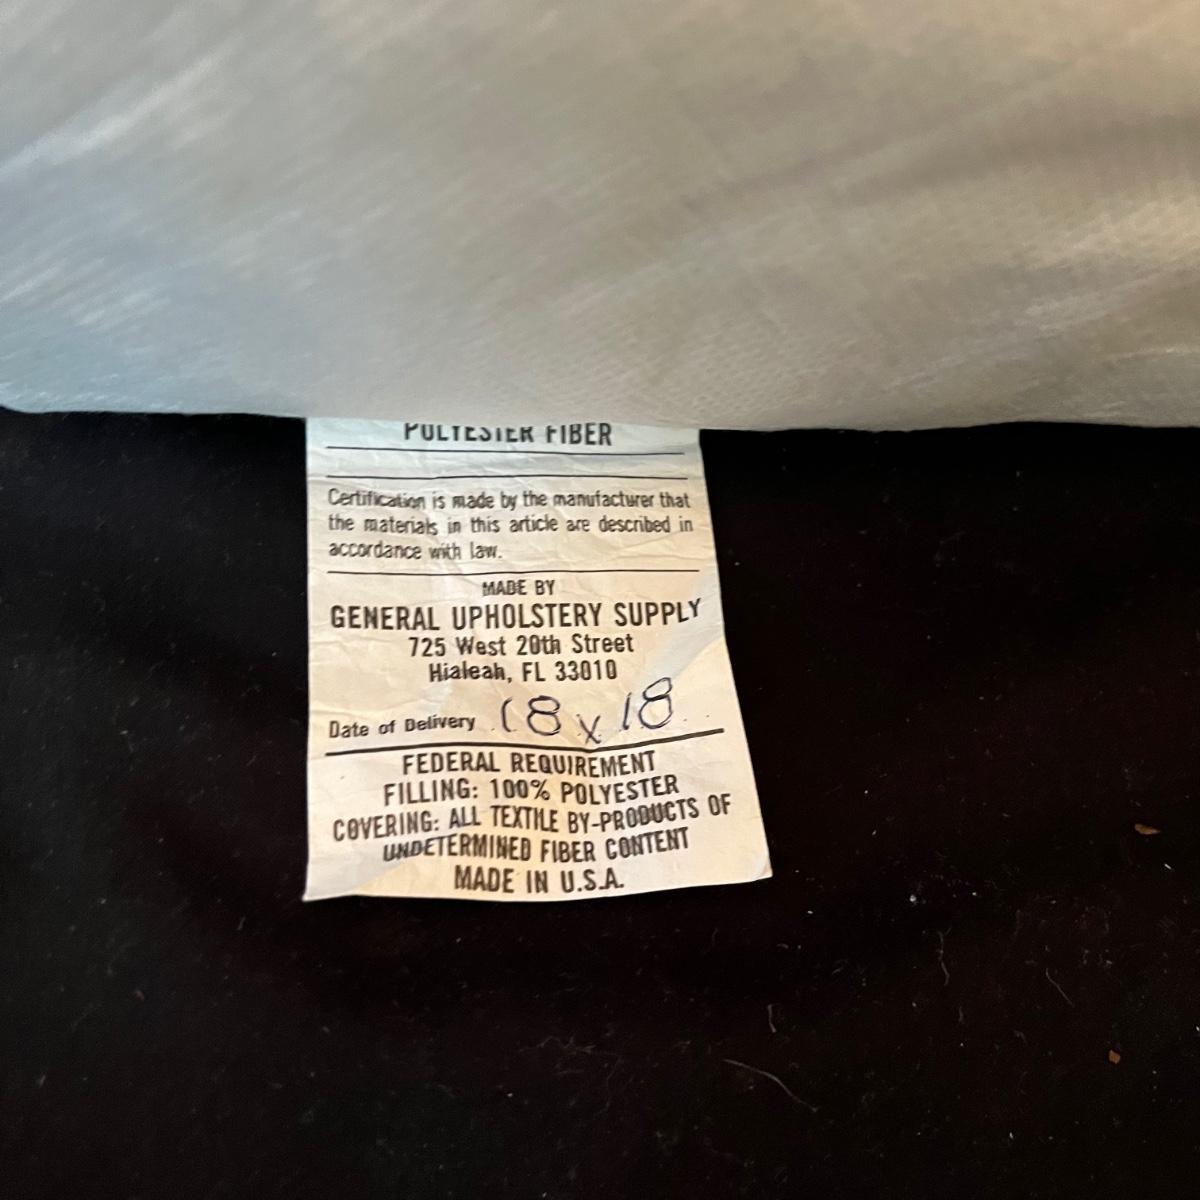 POLYESTER FIBER
Certification is made by the manufacturer that
the materials in this article are described in
accordance with law.
MADE BY
GENERAL UPHOLSTERY SUPPLY
725 West 20th Street
Hialeah, FL 33010
Date of Delivery 18 x 18
FEDERAL REQUIREMENT
FILLING: 100% POLYESTER
COVERING: ALL TEXTILE BY-PRODUCTS OF
UNDETERMINED FIBER CONTENT
MADE IN U.S.A.